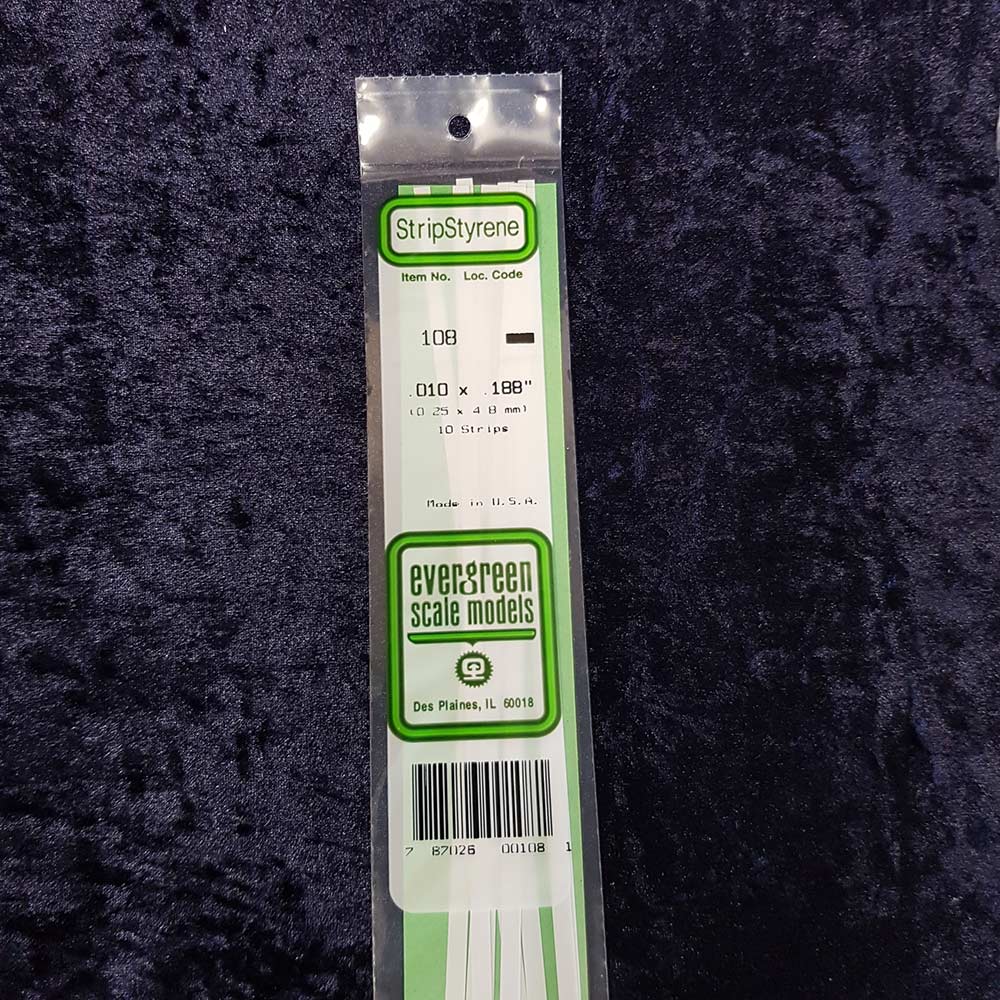 StripStyrene
Item No. Loc. Code
108
.010 x .188"
(0.25 x 4.8 mm)
10 Strips
Made in U.S.A.
evergreen
scale models
Des Plaines, IL 60018
7 87026 00108 1